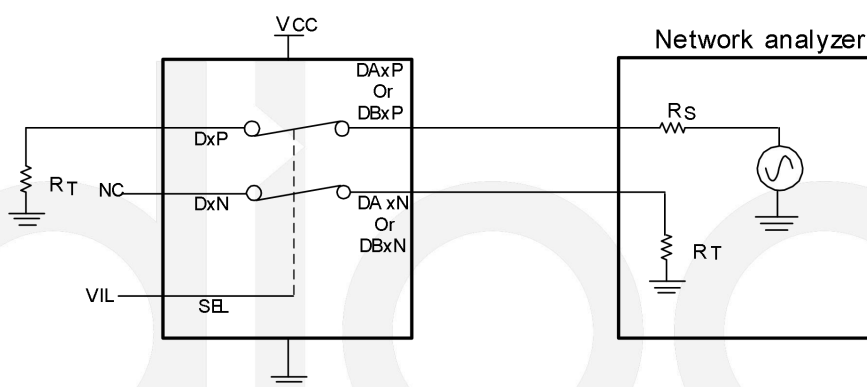 VCC
Network analyzer
DAxP
Or
DBxP
RS
DxP
RT
NC
DxN
DA xN
Or
DBxN
RT
VIL
SEL